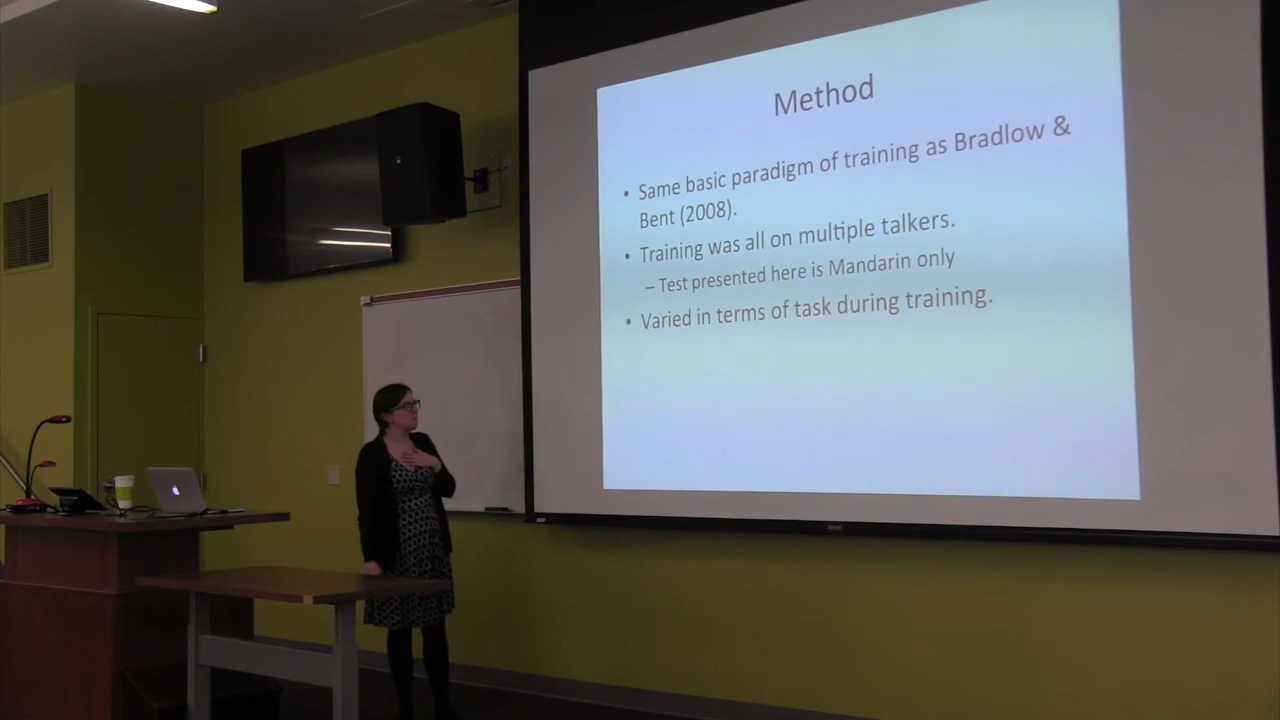 Method
• Same basic paradigm of training as Bradlow &
Bent (2008).
• Training was all on multiple talkers.
– Test presented here is Mandarin only
• Varied in terms of task during training.